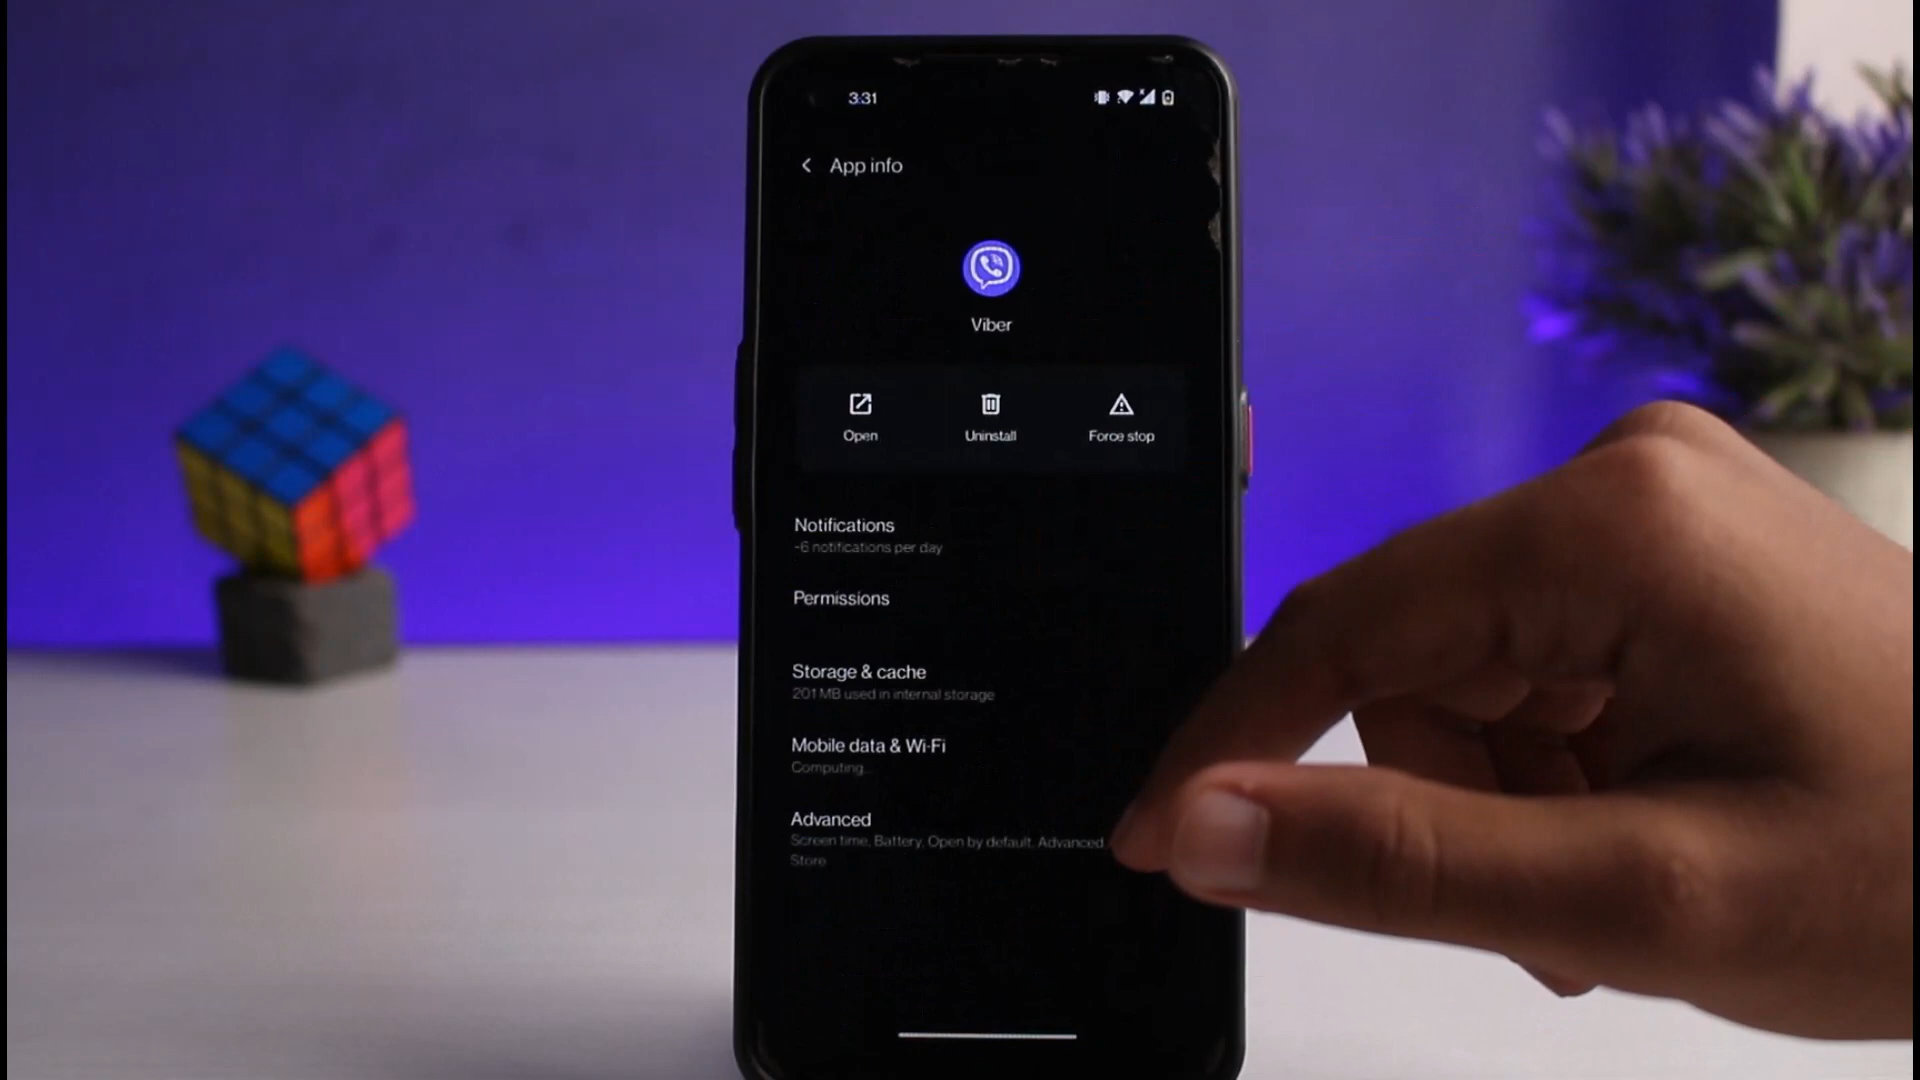 3:31
App info
Viber
Open
Uninstall
Force stop
Notifications
~6 notifications per day
Permissions
Storage & cache
201 MB used in internal storage
Mobile data & Wi-Fi
Computing...
Advanced
Screen time, Battery, Open by default, Advanced,
Store